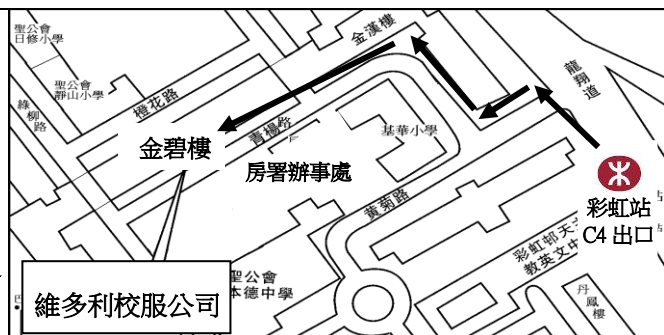 聖公會
日修小學
金漢樓
龍翔道
聖公會
靜山小學
綠柳路
橙花路
青楊路
基華小學
金碧樓
房署辦事處
黃菊路
彩虹站
C4 出口
彩虹邨天
教英文中
聖公會
本德中學
丹鳳樓
維多利校服公司